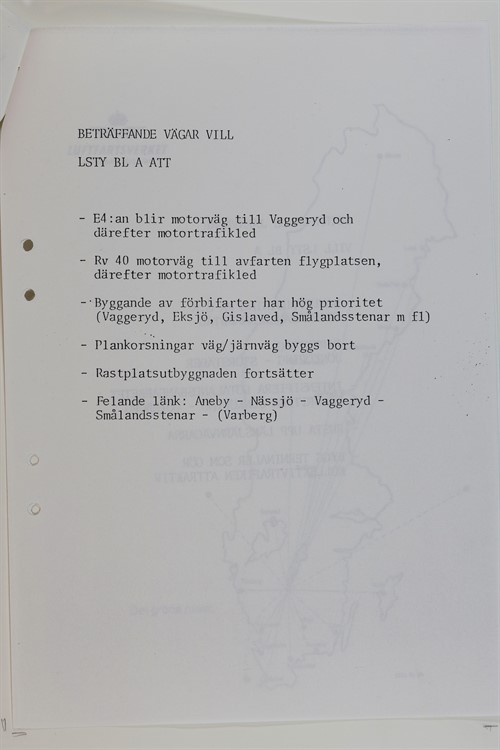 BETRÄFFANDE VÄGAR VILL
LSTY BL A ATT
- E4:an blir motorväg till Vaggeryd och
därefter motortrafikled
- Rv 40 motorväg till avfarten flygplatsen,
därefter motortrafikled
- Byggande av förbifarter har hög prioritet
(Vaggeryd, Eksjö, Gislaved, Smålandsstenar m fl)
- Plankorsningar väg/järnväg byggs bort
- Rastplatsutbyggnaden fortsätter
- Felande länk: Aneby - Nässjö - Vaggeryd -
Smålandsstenar - (Varberg)